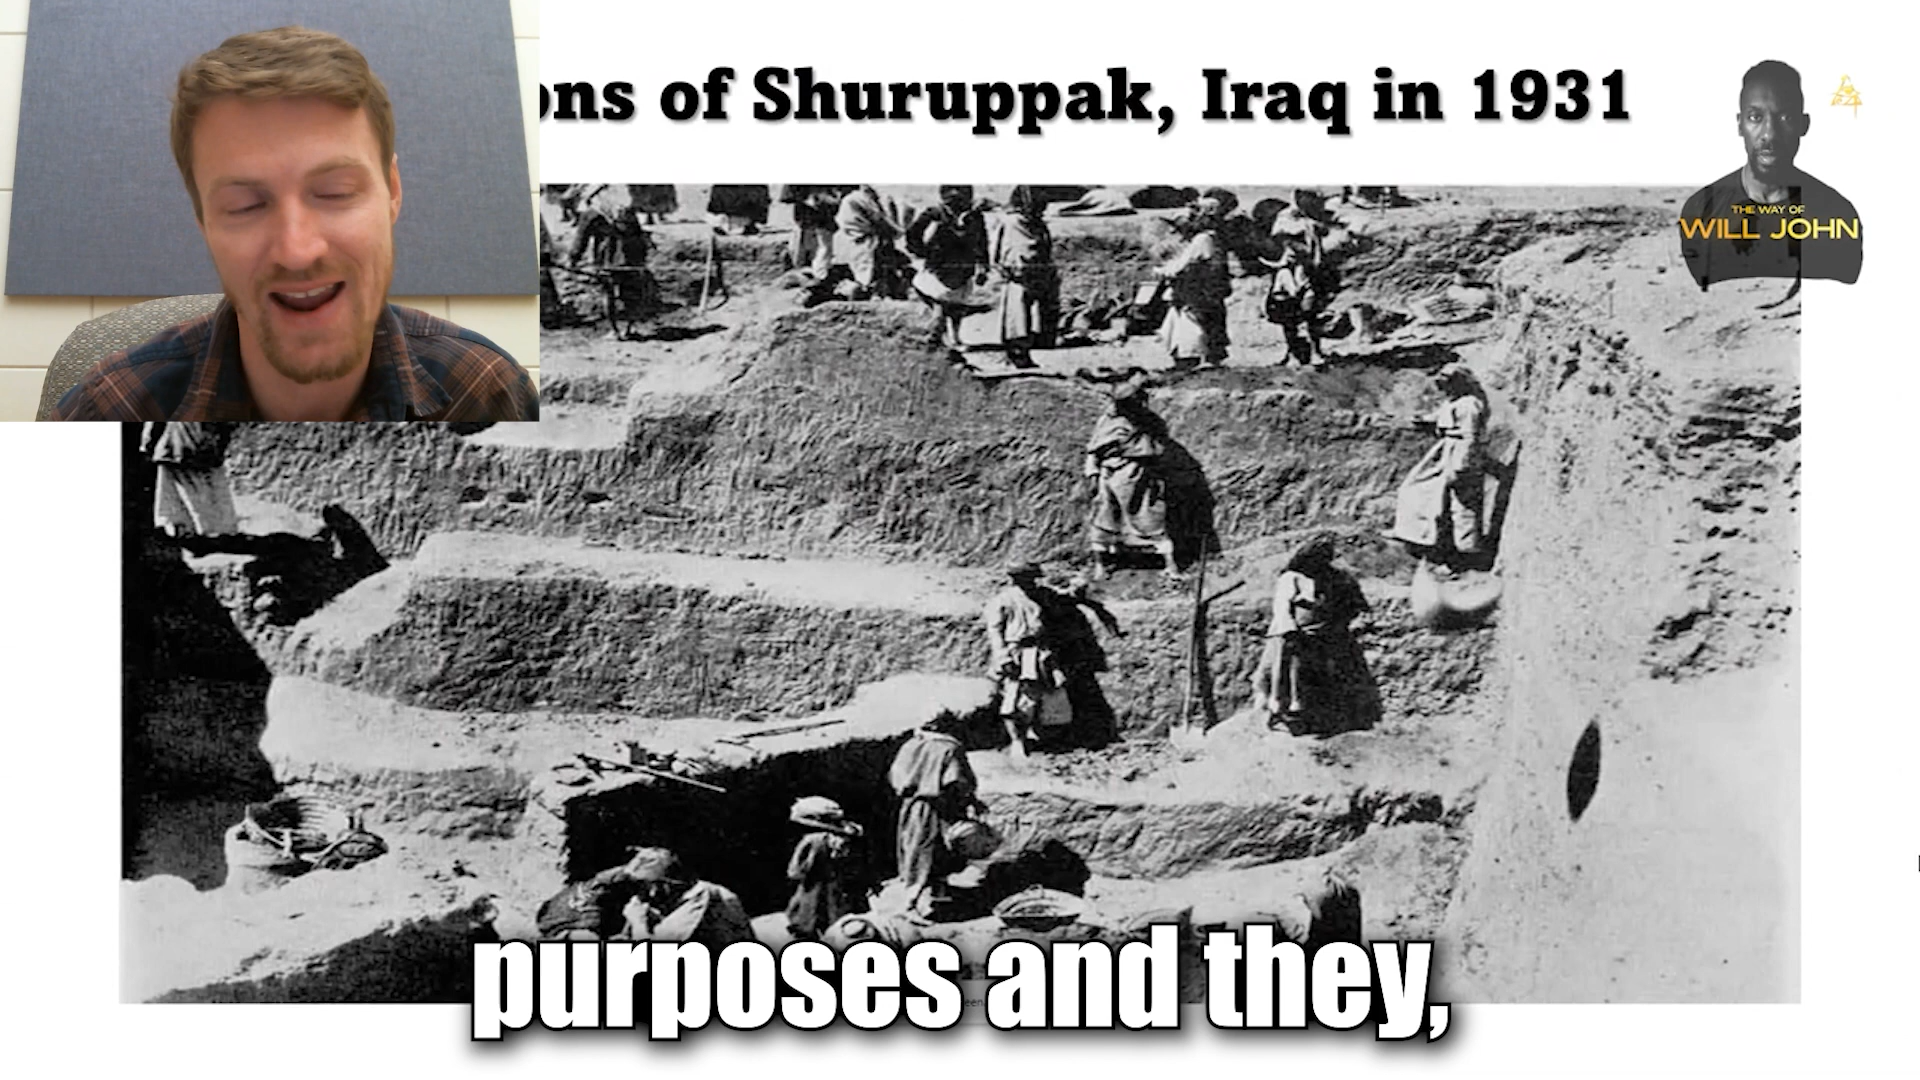 ons of Shuruppak, Iraq in 1931
THE WAY OF
WILL JOHN
purposes and they,